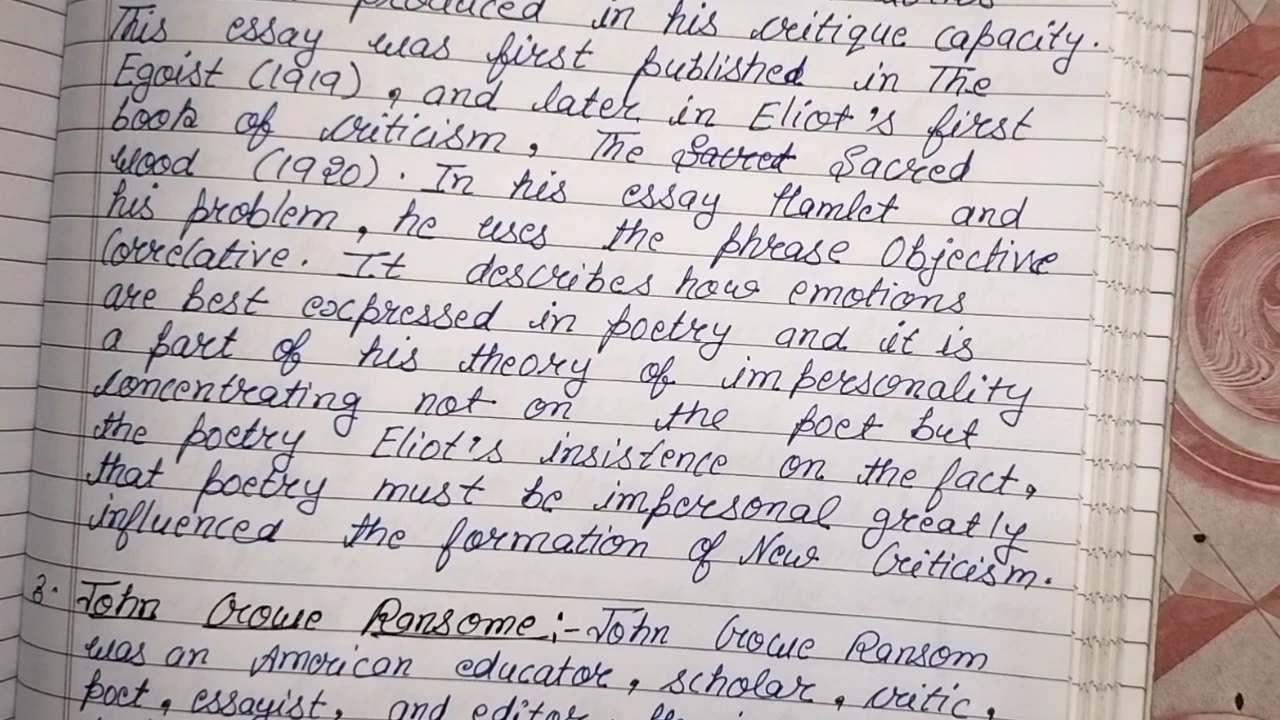 produced in his critique capacity.
This essay was first published in The
Egoist (1919), and later in Eliot's first
book of criticism, The Sacred Sacred
wood (1920). In his essay Hamlet and
his problem, he uses the phrase Objective
Correlative. It describes how emotions
are best expressed in poetry and it is
a part of his theory of impersonality
concentrating not on the poet but
the poetry Eliot's insistence on the fact,
that poetry must be impersonal greatly
influenced the formation of New Criticism.
3. John Crowe Ransome :- John Crowe Ransom
was an American educator, scholar, critic,
poet, essayist, and editor.